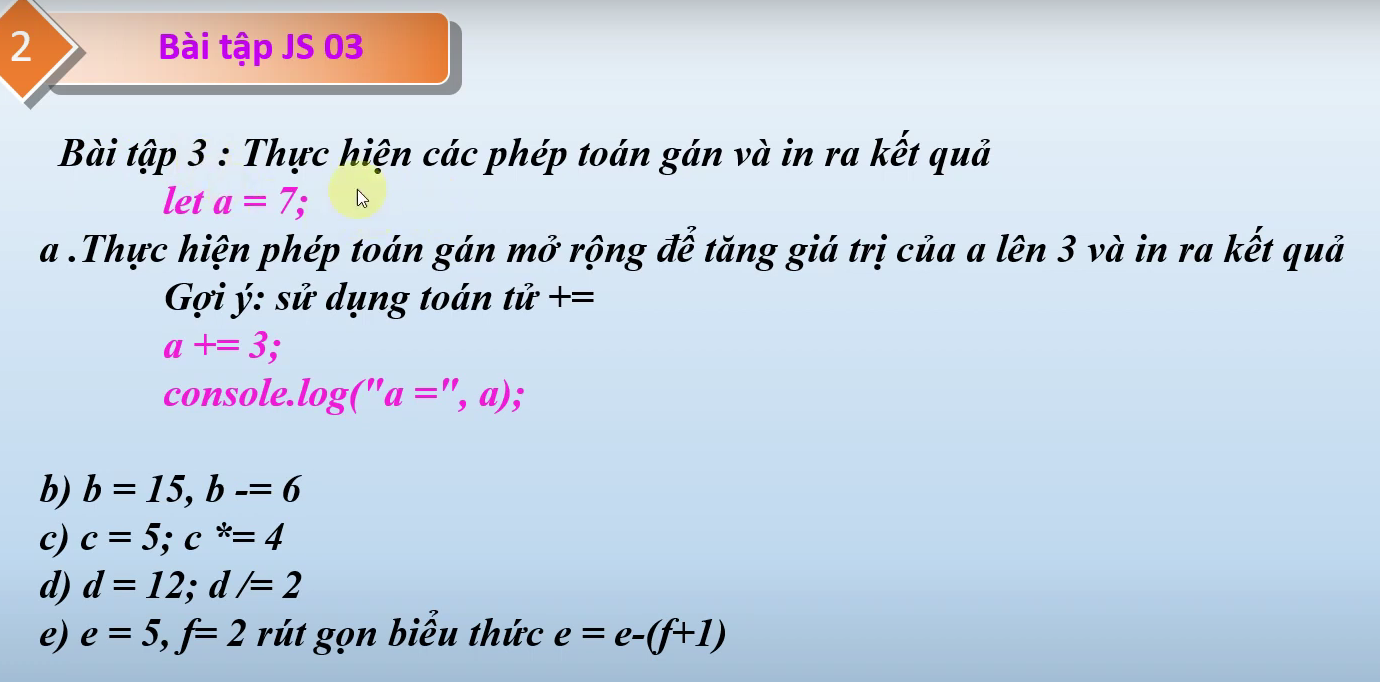 2
Bài tập JS 03
Bài tập 3 : Thực hiện các phép toán gán và in ra kết quả
let a = 7;
a .Thực hiện phép toán gán mở rộng để tăng giá trị của a lên 3 và in ra kết quả
Gợi ý: sử dụng toán tử +=
a += 3;
console.log("a =", a);
b) b = 15, b -= 6
c) c = 5; c *= 4
d) d = 12; d /= 2
e) e = 5, f= 2 rút gọn biểu thức e = e-(f+1)